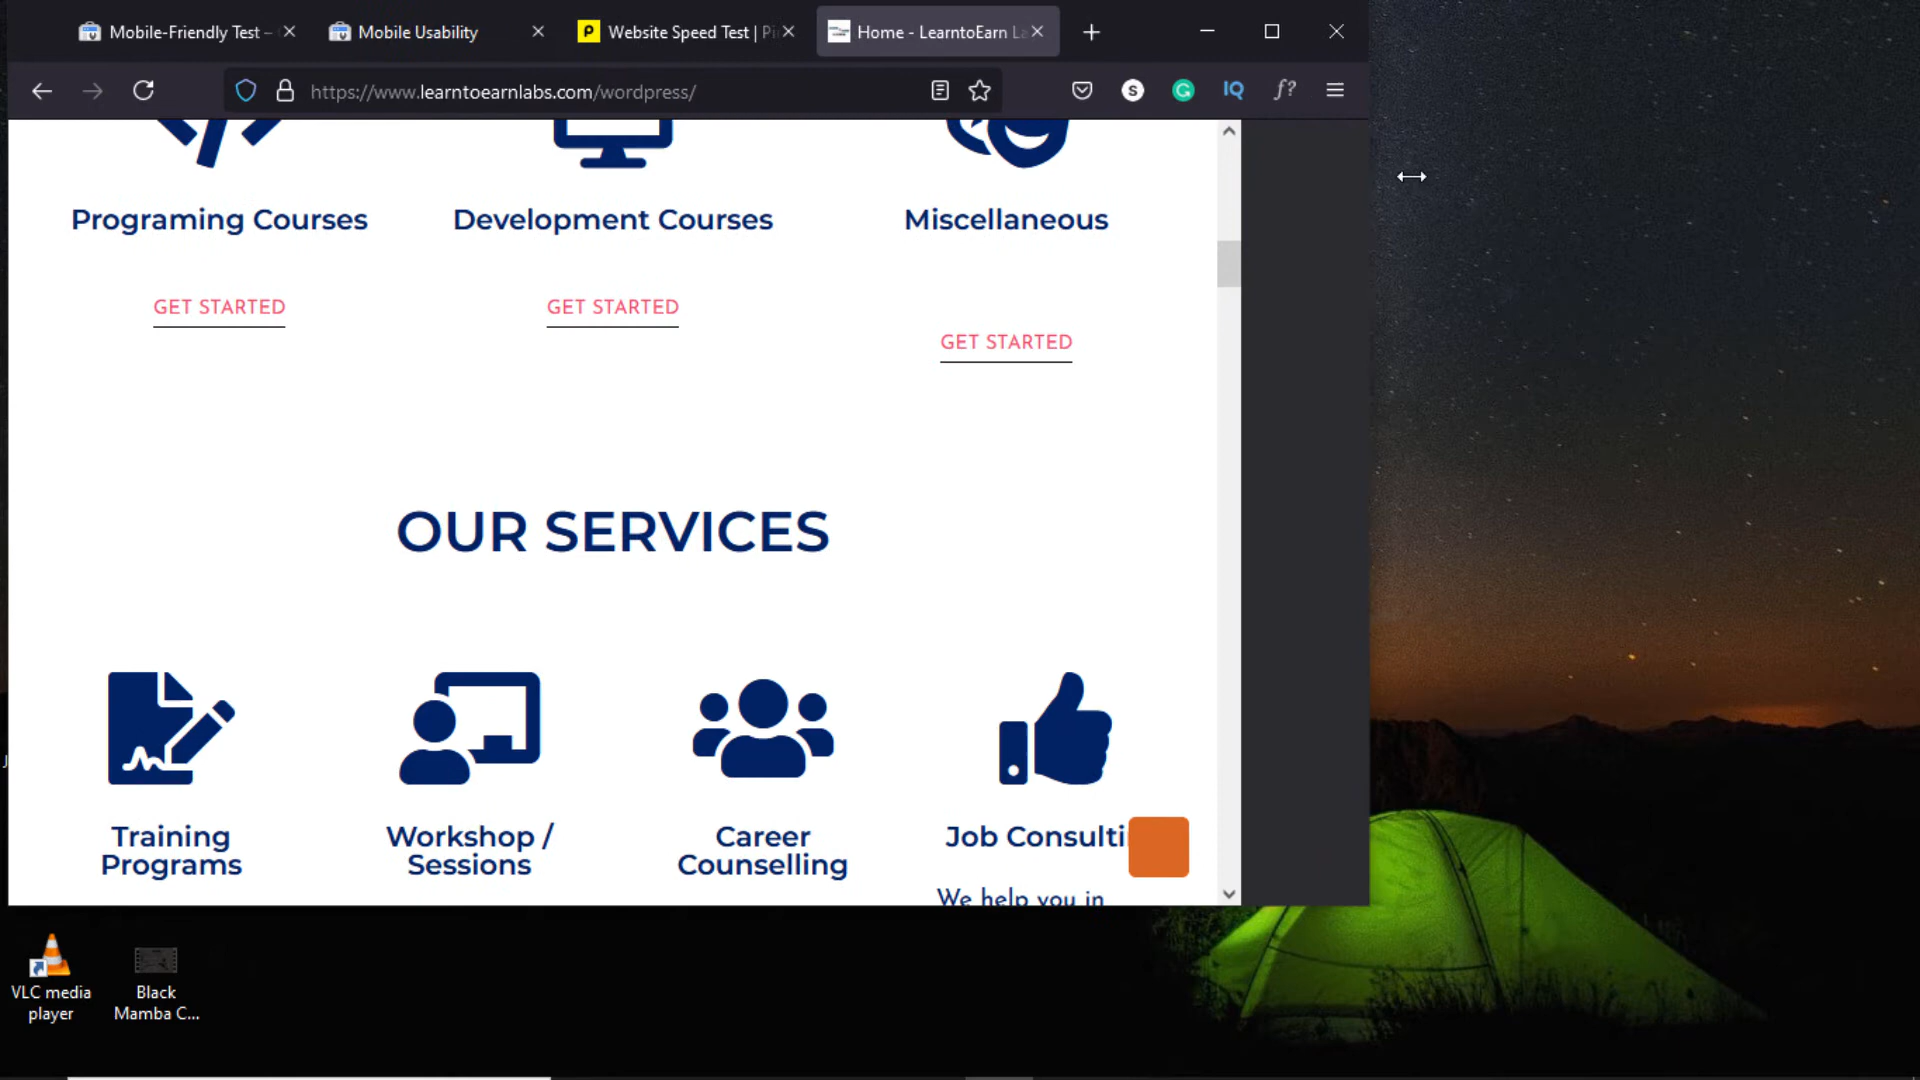 Mobile-Friendly Test –
Mobile Usability
Website Speed Test | Pi
Home - LearntoEarn La
https://www.learntoearnlabs.com/wordpress/
S
G
IQ
f?
Programing Courses
Development Courses
Miscellaneous
GET STARTED
GET STARTED
GET STARTED
OUR SERVICES
Training
Programs
Workshop /
Sessions
Career
Counselling
Job Consulti
We help you in
VLC media
player
Black
Mamba C...